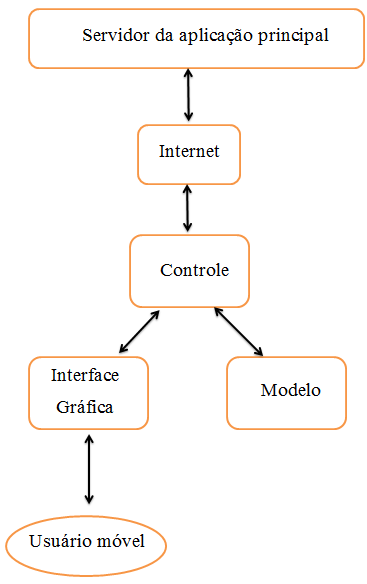 Servidor da aplicação principal
Internet
Controle
Interface
Gráfica
Modelo
Usuário móvel